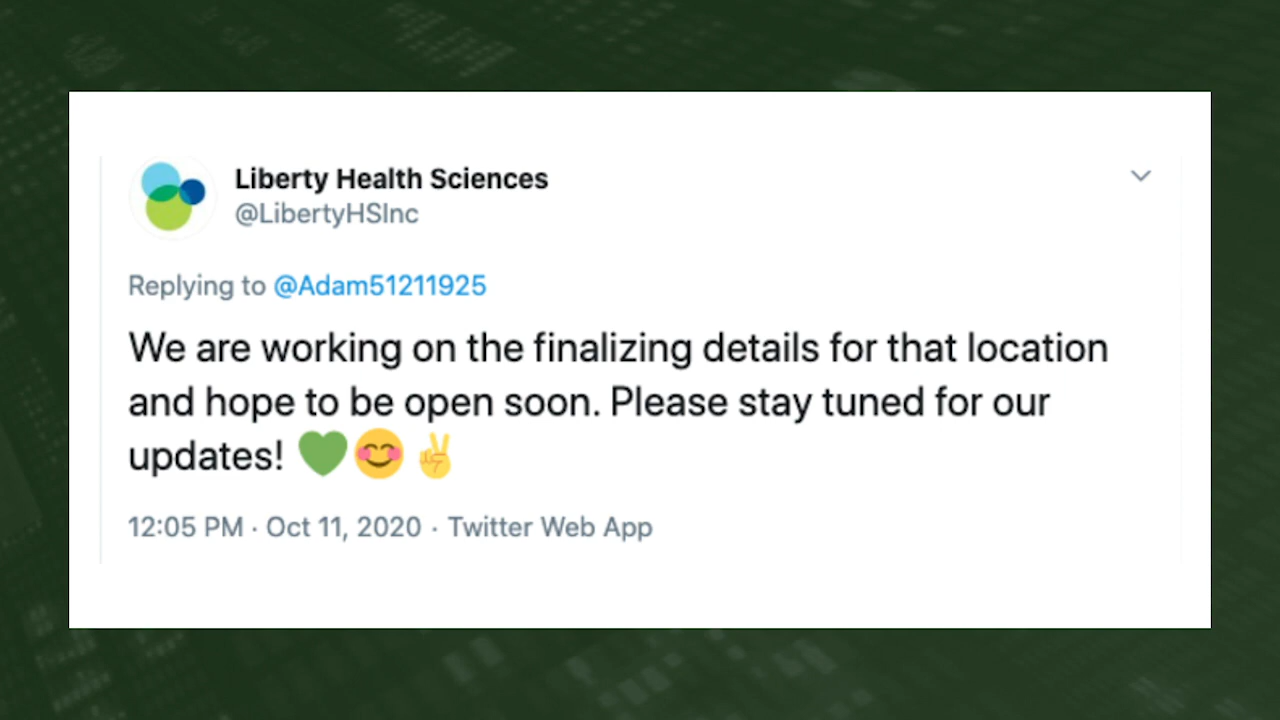 Liberty Health Sciences
@LibertyHSInc
Replying to @Adam51211925
We are working on the finalizing details for that location
and hope to be open soon. Please stay tuned for our
updates! 💚😊✌️
12:05 PM · Oct 11, 2020 · Twitter Web App